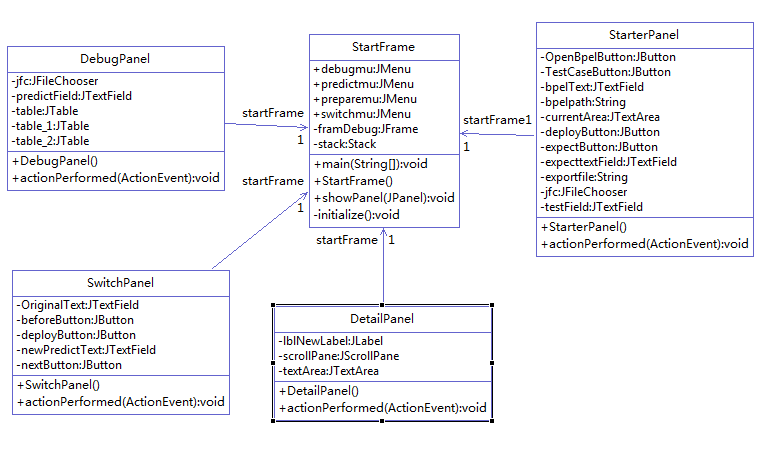 DebugPanel
-jfc:JFileChooser
-predictField:JTextField
-table:JTable
-table_1:JTable
-table_2:JTable
+DebugPanel()
+actionPerformed(ActionEvent):void
startFrame
1
StartFrame
+debugmu:JMenu
+predictmu:JMenu
+preparemu:JMenu
+switchmu:JMenu
-framDebug:JFrame
-stack:Stack
+main(String[]):void
+StartFrame()
+showPanel(JPanel):void
-initialize():void
startFrame1
1
StarterPanel
-OpenBpelButton:JButton
-TestCaseButton:JButton
-bpelText:JTextField
-bpelpath:String
-currentArea:JTextArea
-deployButton:JButton
-expectButton:JButton
-expecttextField:JTextField
-exportfile:String
-jfc:JFileChooser
-testField:JTextField
+StarterPanel()
+actionPerformed(ActionEvent):void
startFrame
1
startFrame
1
SwitchPanel
-OriginalText:JTextField
-beforeButton:JButton
-deployButton:JButton
-newPredictText:JTextField
-nextButton:JButton
+SwitchPanel()
+actionPerformed(ActionEvent):void
DetailPanel
-lblNewLabel:JLabel
-scrollPane:JScrollPane
-textArea:JTextArea
+DetailPanel()
+actionPerformed(ActionEvent):void